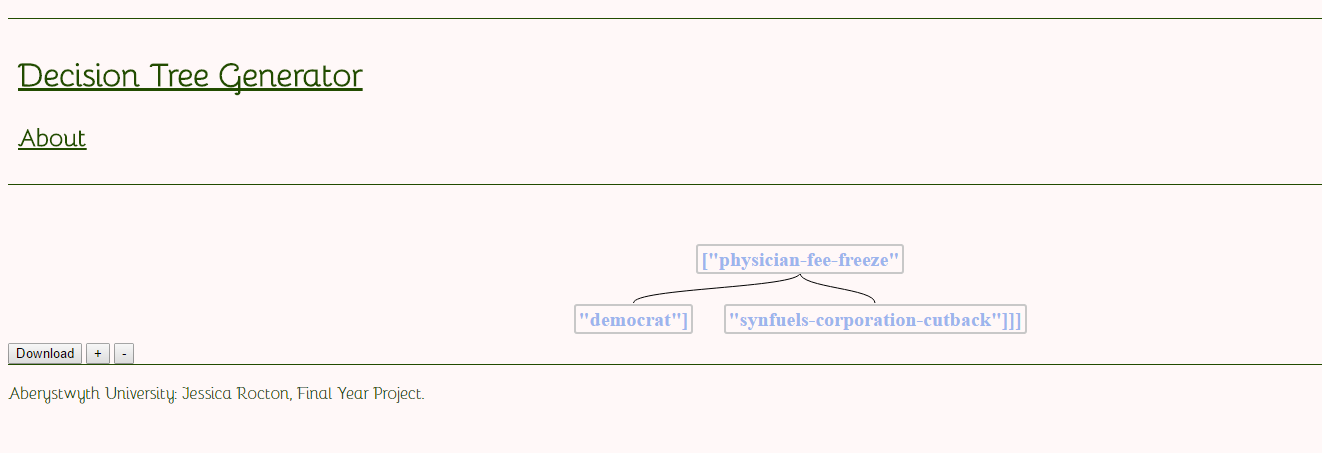 Decision Tree Generator
About
["physician-fee-freeze"
"democrat"] "synfuels-corporation-cutback"]]]
Download + -
Aberystwyth University: Jessica Rocton, Final Year Project.